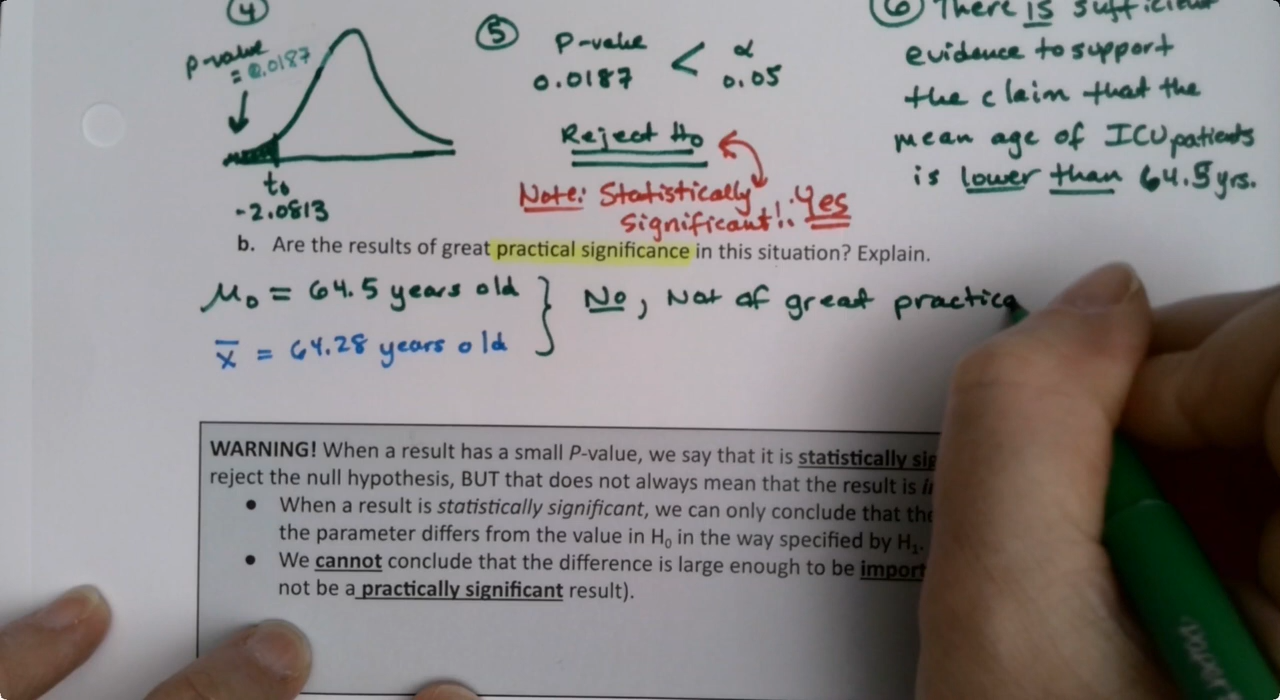 4
p-value
= 0.0187
t₀
-2.0813
5
P-value < α
0.0187 0.05
Reject H₀
Note: Statistically
Significant!: Yes
6 There IS sufficient
evidence to support
the claim that the
mean age of ICU patients
is lower than 64.5 yrs.
b. Are the results of great practical significance in this situation? Explain.
μ₀ = 64.5 years old } No, Not of great practica
x̄ = 64.28 years old
WARNING! When a result has a small P-value, we say that it is statistically sig
reject the null hypothesis, BUT that does not always mean that the result is i
• When a result is statistically significant, we can only conclude that the
the parameter differs from the value in H₀ in the way specified by H₁.
• We cannot conclude that the difference is large enough to be import
not be a practically significant result).